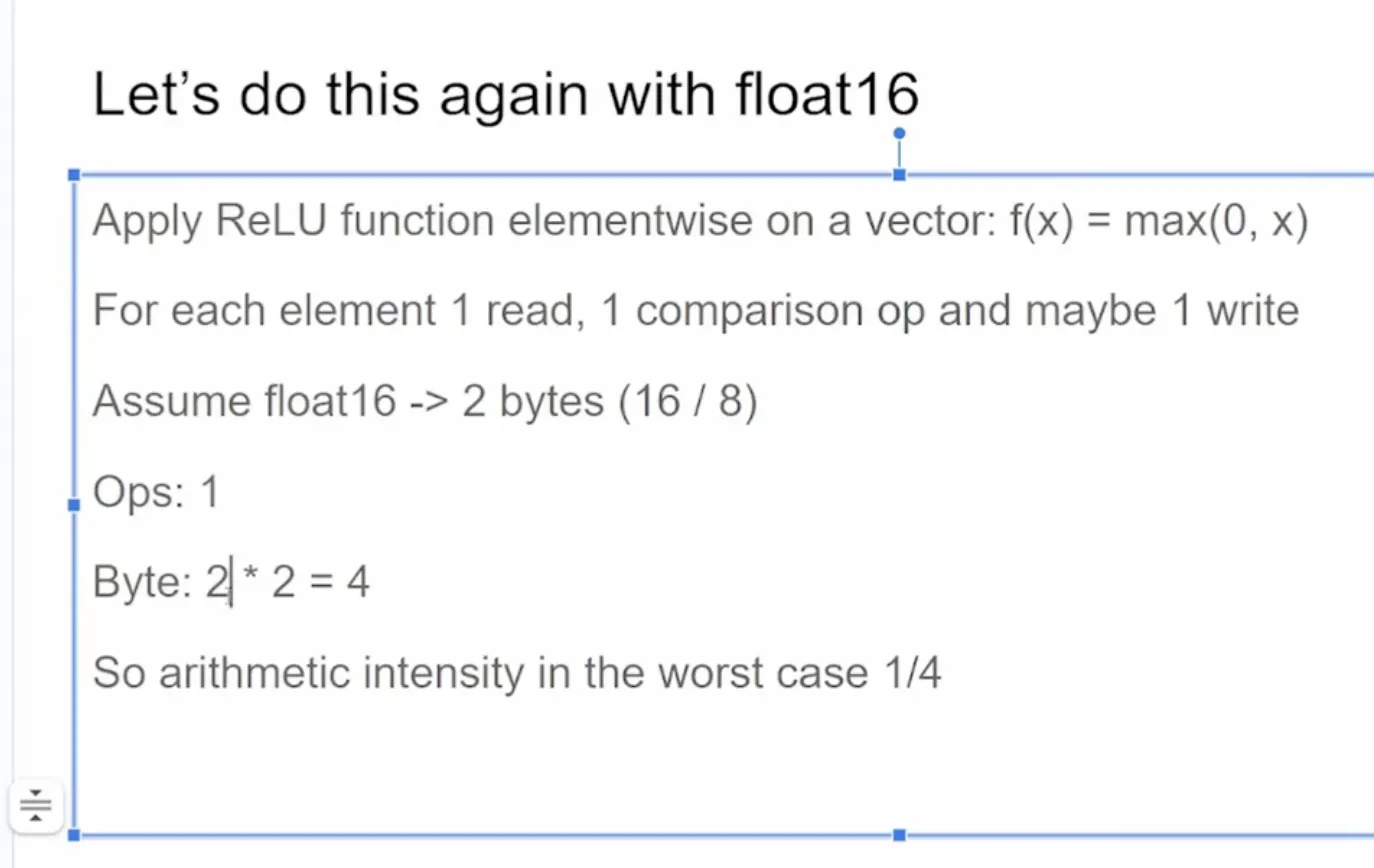 Let’s do this again with float16
Apply ReLU function elementwise on a vector: f(x) = max(0, x)
For each element 1 read, 1 comparison op and maybe 1 write
Assume float16 -> 2 bytes (16 / 8)
Ops: 1
Byte: 2 * 2 = 4
So arithmetic intensity in the worst case 1/4